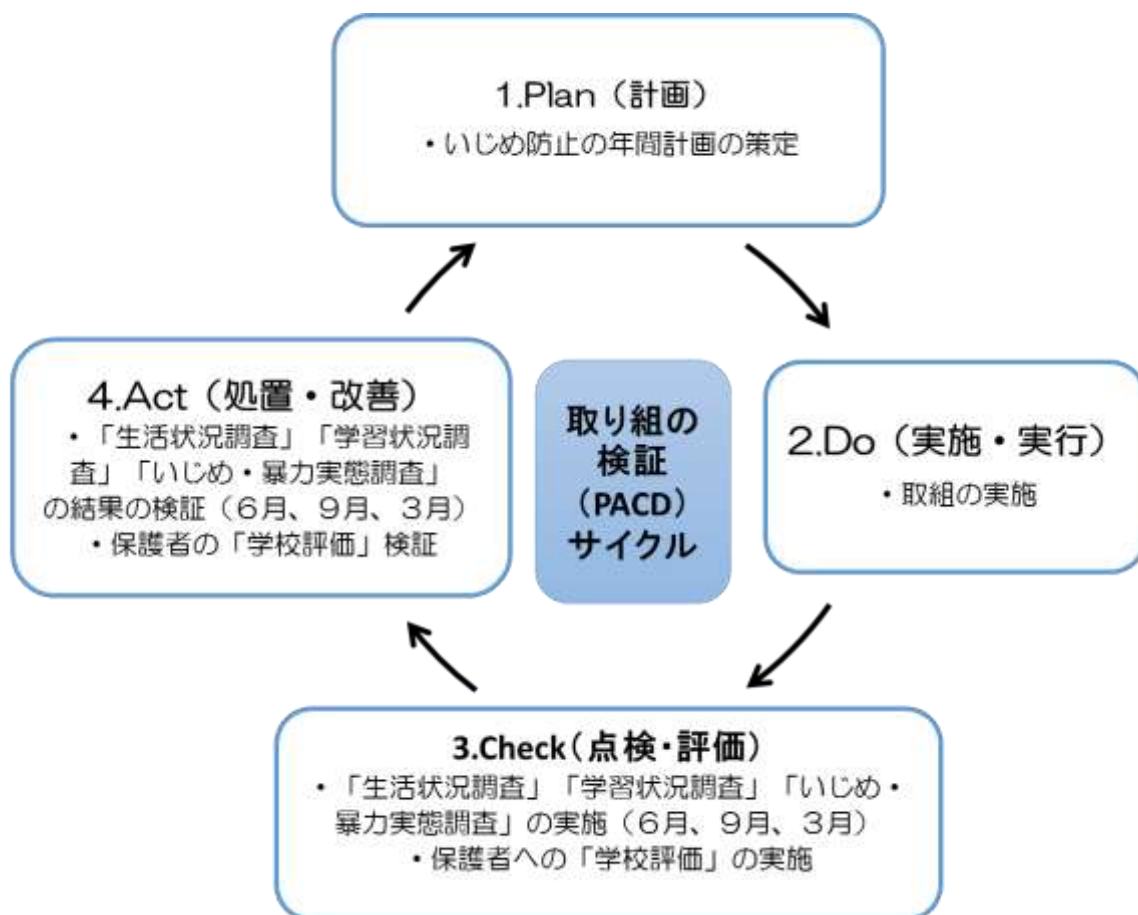 1.Plan（計画）
・いじめ防止の年間計画の策定
4.Act（処置・改善）
・「生活状況調査」「学習状況調
査」「いじめ・暴力実態調査」
の結果の検証（６月、９月、３月）
・保護者の「学校評価」検証
取り組の
検証
（PACD）
サイクル
2.Do（実施・実行）
・取組の実施
3.Check（点検・評価）
・「生活状況調査」「学習状況調査」「いじめ・
暴力実態調査」の実施（６月、９月、３月）
・保護者への「学校評価」の実施